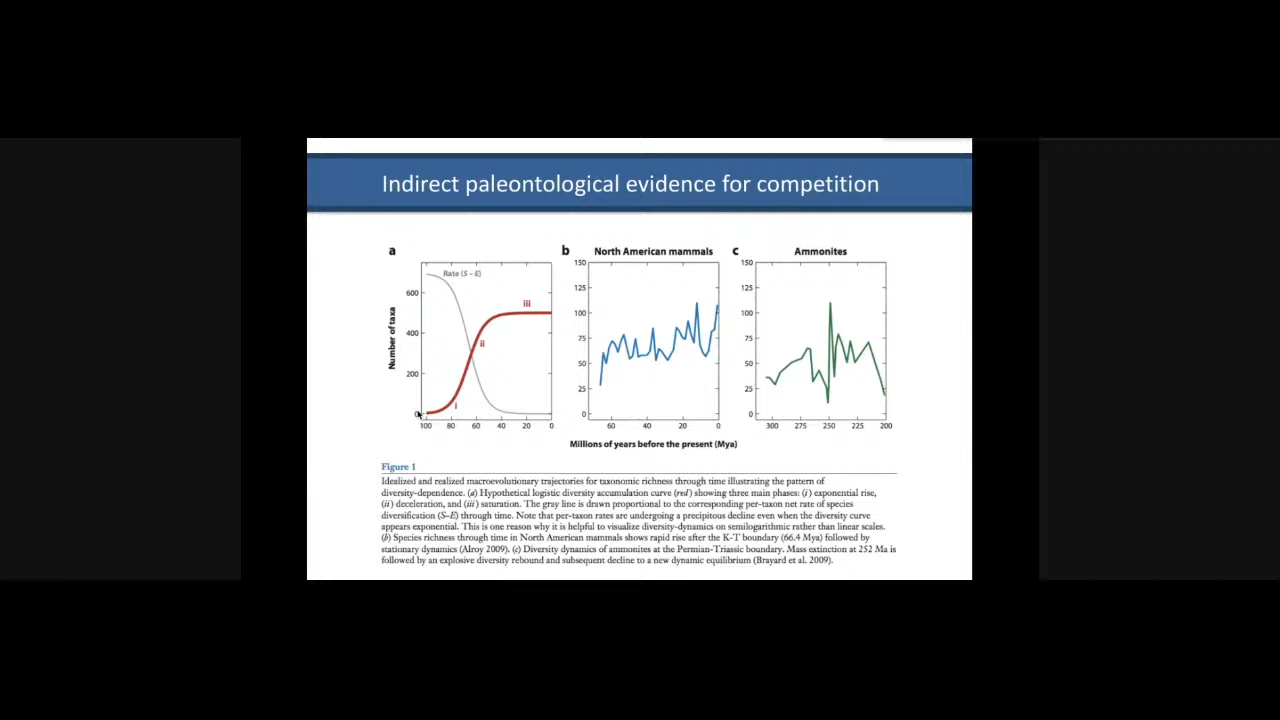 Indirect paleontological evidence for competition
a
Rate (S – E)
iii
ii
i
Number of taxa
600
400
200
0
100 80 60 40 20 0
b North American mammals
150
125
100
75
50
25
0
60 40 20 0
c Ammonites
150
125
100
75
50
25
0
300 275 250 225 200
Millions of years before the present (Mya)
Figure 1
Idealized and realized macroevolutionary trajectories for taxonomic richness through time illustrating the pattern of
diversity-dependence. (a) Hypothetical logistic diversity accumulation curve (red) showing three main phases: (i) exponential rise,
(ii) deceleration, and (iii) saturation. The gray line is drawn proportional to the corresponding per-taxon net rate of species
diversification (S–E) through time. Note that per-taxon rates are undergoing a precipitous decline even when the diversity curve
appears exponential. This is one reason why it is helpful to visualize diversity-dynamics on semilogarithmic rather than linear scales.
(b) Species richness through time in North American mammals shows rapid rise after the K-T boundary (66.4 Mya) followed by
stationary dynamics (Alroy 2009). (c) Diversity dynamics of ammonites at the Permian-Triassic boundary. Mass extinction at 252 Ma is
followed by an explosive diversity rebound and subsequent decline to a new dynamic equilibrium (Brayard et al. 2009).